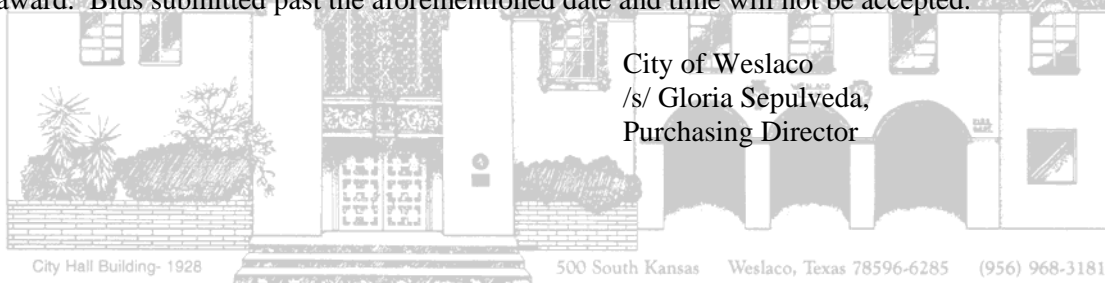 award. Bids submitted past the aforementioned date and time will not be accepted.
City of Weslaco
/s/ Gloria Sepulveda,
Purchasing Director
WESLACO
City Hall Building- 1928
500 South Kansas Weslaco, Texas 78596-6285 (956) 968-3181